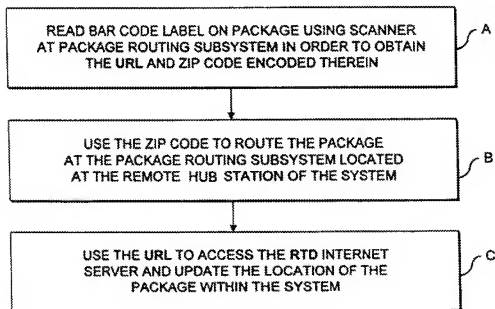 READ BAR CODE LABEL ON PACKAGE USING SCANNER
AT PACKAGE ROUTING SUBSYSTEM IN ORDER TO OBTAIN
THE URL AND ZIP CODE ENCODED THEREIN
A
USE THE ZIP CODE TO ROUTE THE PACKAGE
AT THE PACKAGE ROUTING SUBSYSTEM LOCATED
AT THE REMOTE HUB STATION OF THE SYSTEM
B
USE THE URL TO ACCESS THE RTD INTERNET
SERVER AND UPDATE THE LOCATION OF THE
PACKAGE WITHIN THE SYSTEM
C